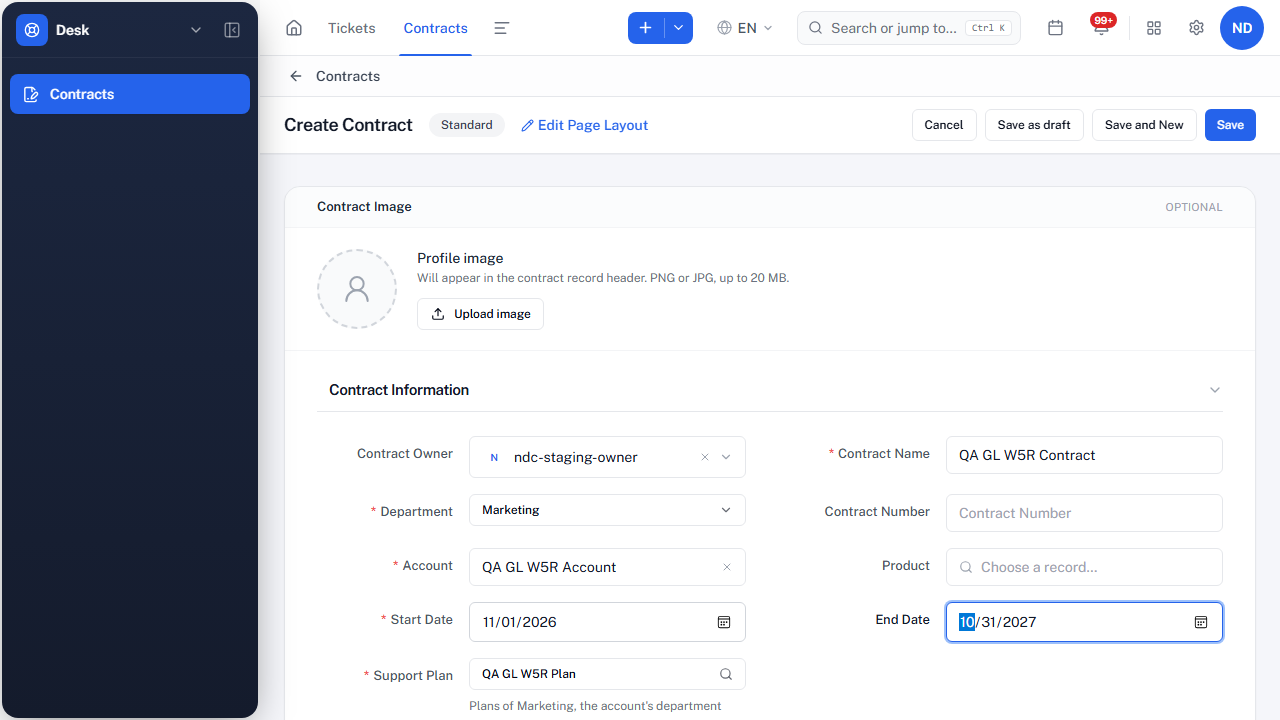 Desk
Contracts
Tickets
Contracts
EN
Search or jump to...
Ctrl K
99+
ND
Contracts
Create Contract
Standard
Edit Page Layout
Cancel
Save as draft
Save and New
Save
Contract Image
OPTIONAL
Profile image
Will appear in the contract record header. PNG or JPG, up to 20 MB.
Upload image
Contract Information
Contract Owner
N ndc-staging-owner
* Contract Name
QA GL W5R Contract
* Department
Marketing
Contract Number
Contract Number
* Account
QA GL W5R Account
Product
Choose a record...
* Start Date
11/01/2026
End Date
10/31/2027
* Support Plan
QA GL W5R Plan
Plans of Marketing, the account's department